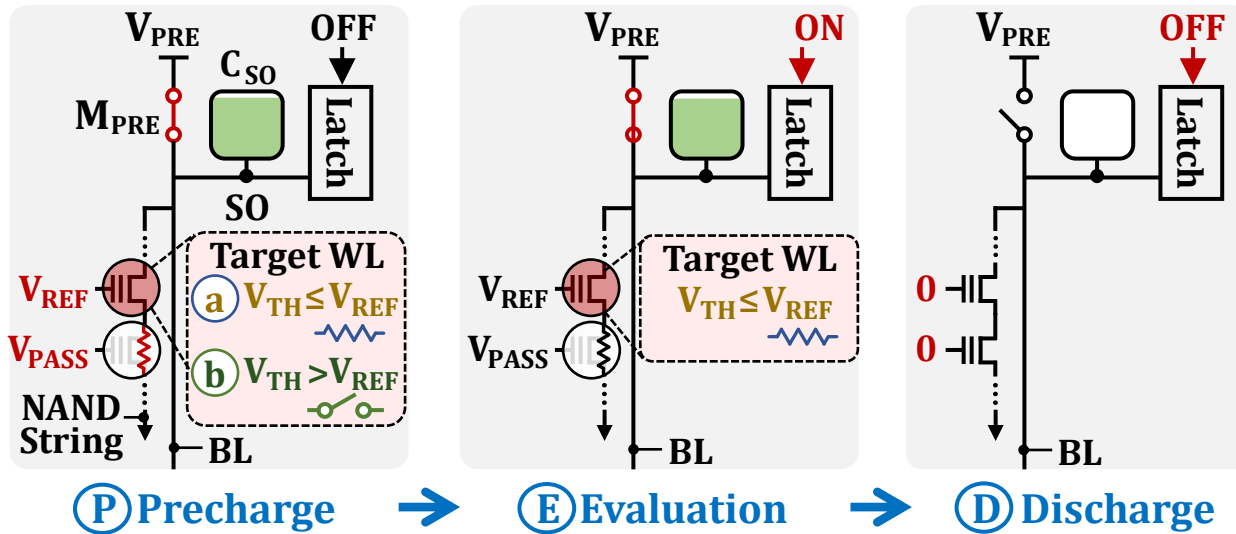 V_PRE
OFF
C_SO
M_PRE
Latch
SO
Target WL
V_REF
a V_TH ≤ V_REF
V_PASS
b V_TH > V_REF
NAND
String
BL
P Precharge
V_PRE
ON
Latch
Target WL
V_REF
V_TH ≤ V_REF
V_PASS
BL
E Evaluation
V_PRE
OFF
Latch
0
0
BL
D Discharge